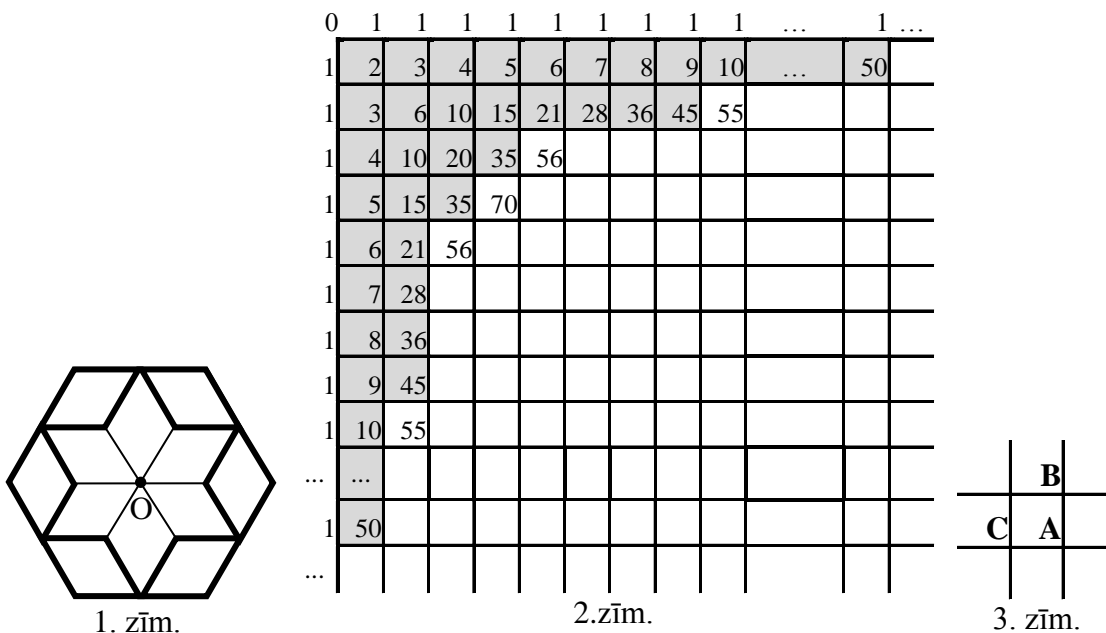 0 1 1 1 1 1 1 1 1 1 ... 1 ...
1 2 3 4 5 6 7 8 9 10 ... 50
1 3 6 10 15 21 28 36 45 55
1 4 10 20 35 56
1 5 15 35 70
1 6 21 56
1 7 28
1 8 36
1 9 45
1 10 55
... ...
1 50
...
O
1. zīm.
2.zīm.
B
C A
3. zīm.